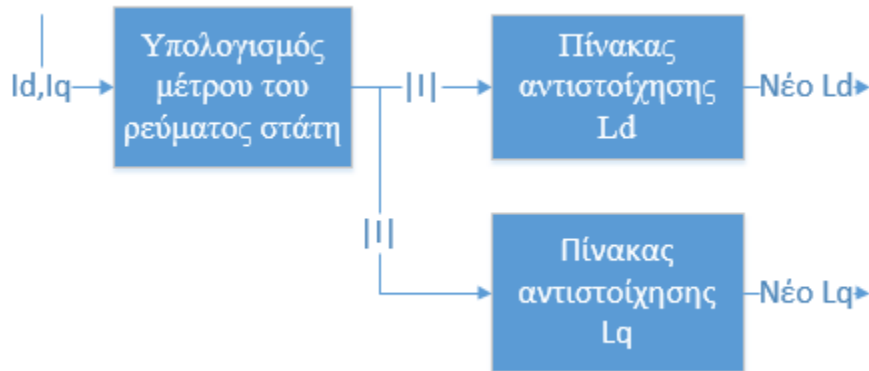 Id,Iq
Υπολογισμός
μέτρου του
ρεύματος στάτη
|I|
Πίνακας
αντιστοίχησης
Ld
Νέο Ld
|I|
Πίνακας
αντιστοίχησης
Lq
Νέο Lq